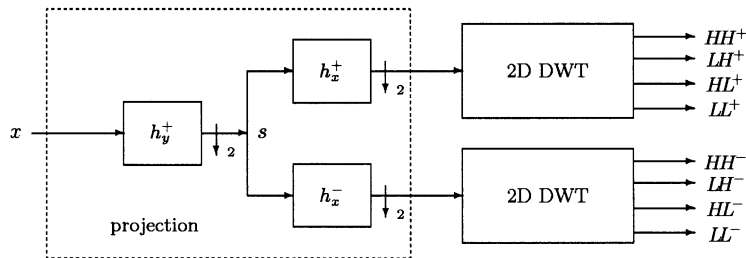 HH⁺
h_x^+
2
2D DWT
LH⁺
HL⁺
LL⁺
x
h_y^+
2
s
HH⁻
h_x^-
2
2D DWT
LH⁻
HL⁻
LL⁻
projection